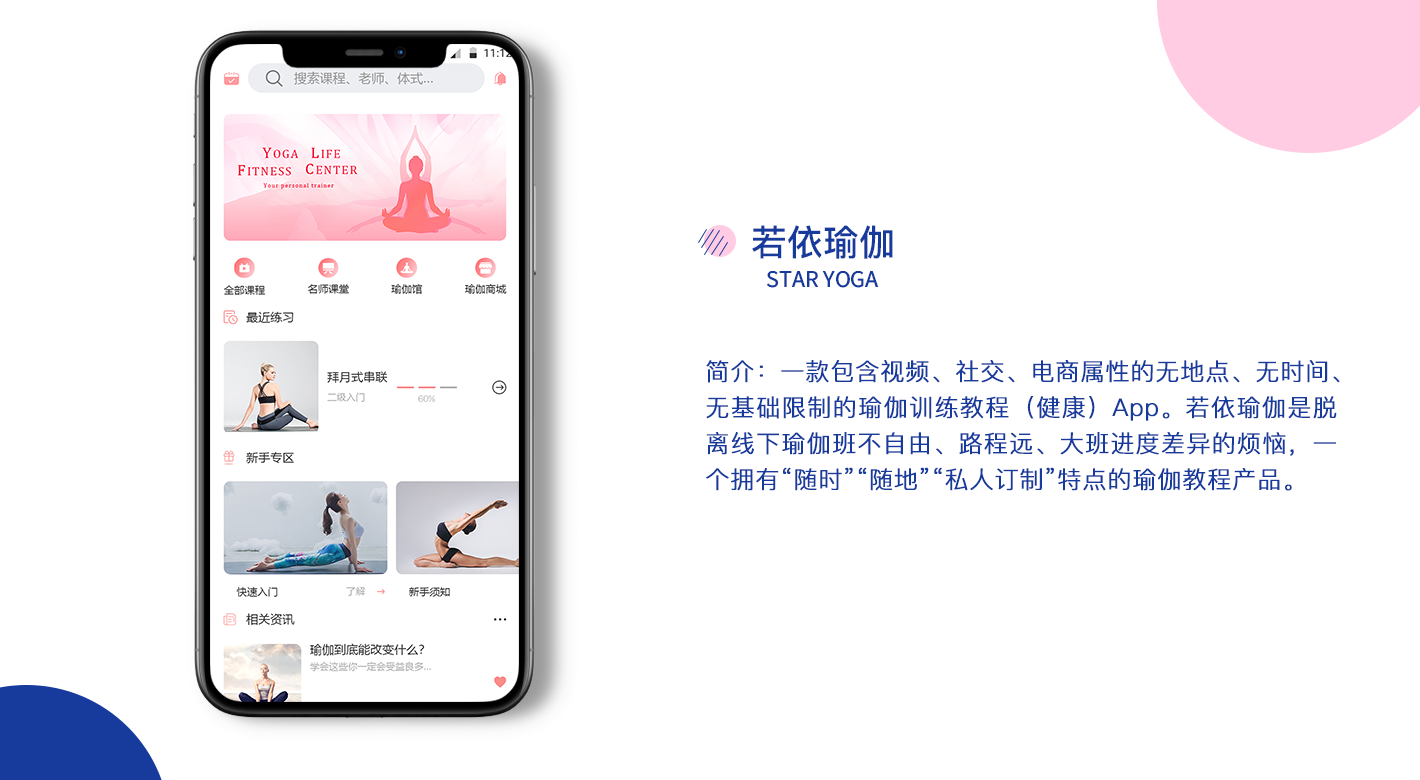 11:12
搜索课程、老师、体式...
YOGA LIFE
FITNESS CENTER
Your personal trainer
全部课程 名师课堂 瑜伽馆 瑜伽商城
最近练习
拜月式串联
二级入门
60%
新手专区
快速入门 了解 → 新手须知
相关资讯
瑜伽到底能改变什么?
学会这些你一定会受益良多...
若依瑜伽
STAR YOGA
简介：一款包含视频、社交、电商属性的无地点、无时间、
无基础限制的瑜伽训练教程（健康）App。若依瑜伽是脱
离线下瑜伽班不自由、路程远、大班进度差异的烦恼，一
个拥有“随时”“随地”“私人订制”特点的瑜伽教程产品。